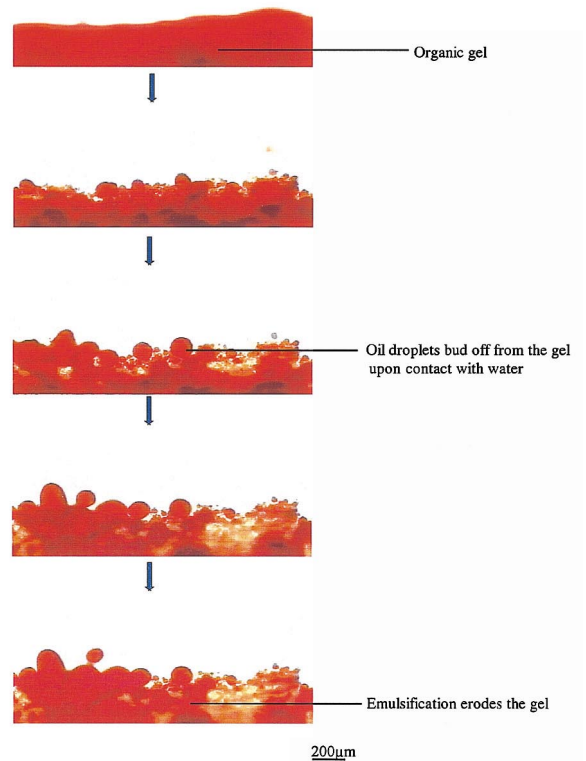 Organic gel
Oil droplets bud off from the gel
upon contact with water
Emulsification erodes the gel
200μm